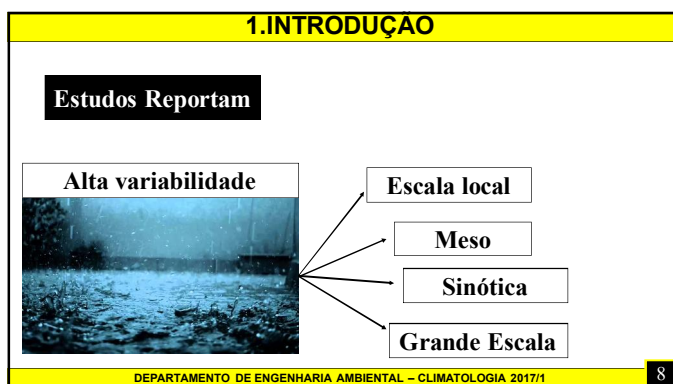 1.INTRODUÇÃO
Estudos Reportam
Alta variabilidade
Escala local
Meso
Sinótica
Grande Escala
DEPARTAMENTO DE ENGENHARIA AMBIENTAL – CLIMATOLOGIA 2017/1
8